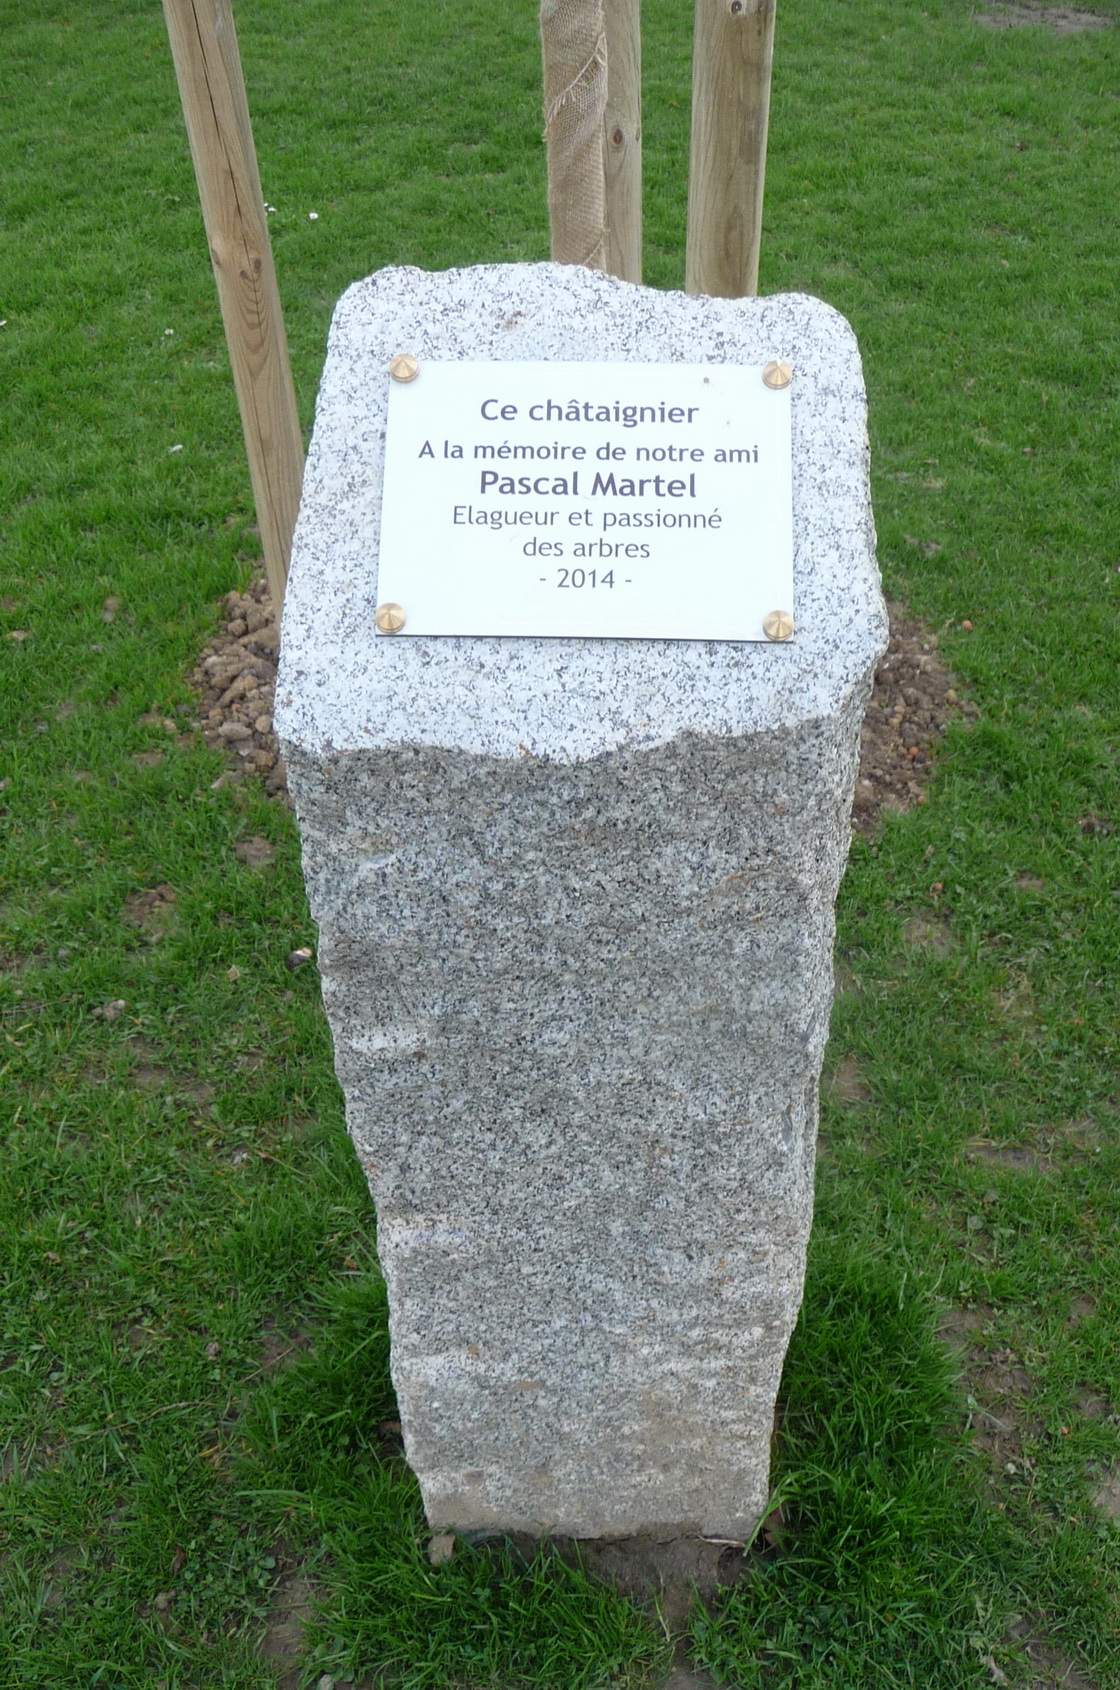 Ce châtaignier
A la mémoire de notre ami
Pascal Martel
Elagueur et passionné
des arbres
- 2014 -